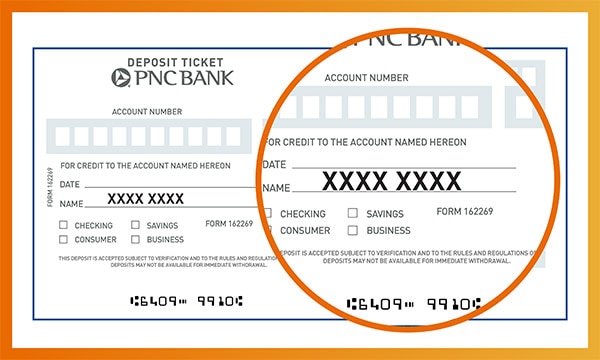 DEPOSIT TICKET
PNC BANK
ACCOUNT NUMBER
FOR CREDIT TO THE ACCOUNT NAMED HEREON
DATE
NAME XXXX XXXX
CHECKING SAVINGS FORM 162269
CONSUMER BUSINESS
THIS DEPOSIT IS ACCEPTED SUBJECT TO VERIFICATION AND TO THE RULES AND REGULATIONS
DEPOSITS MAY NOT BE AVAILABLE FOR IMMEDIATE WITHDRAWAL.
⑆6409⑈ 9910⑆
FORM 162269
PNC BANK
ACCOUNT NUMBER
FOR CREDIT TO THE ACCOUNT NAMED HEREON
DATE
NAME XXXX XXXX
CHECKING SAVINGS FORM 162269
CONSUMER BUSINESS
EPOSIT IS ACCEPTED SUBJECT TO VERIFICATION AND TO THE RULES AND REGULATIONS O
DEPOSITS MAY NOT BE AVAILABLE FOR IMMEDIATE WITHDRAWAL.
⑆6409⑈ 9910⑆